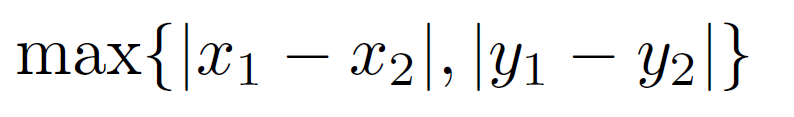 max{|x₁ − x₂|, |y₁ − y₂|}